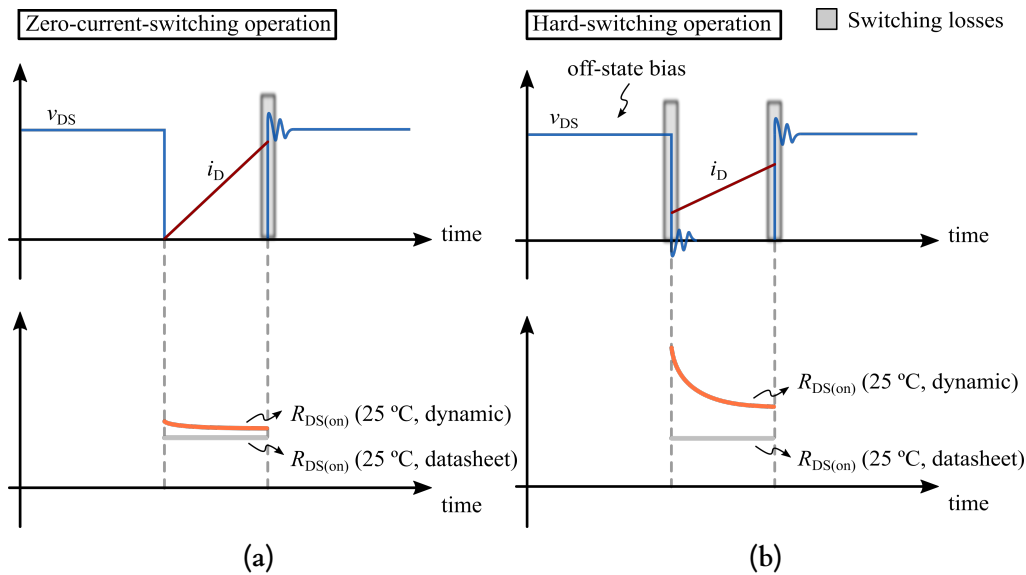 Zero-current-switching operation
Hard-switching operation
Switching losses
off-state bias
vDS
iD
time
vDS
iD
time
RDS(on) (25 ºC, dynamic)
RDS(on) (25 ºC, datasheet)
time
RDS(on) (25 ºC, dynamic)
RDS(on) (25 ºC, datasheet)
time
(a)
(b)